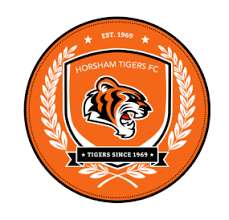 EST. 1969
HORSHAM TIGERS FC
★ TIGERS SINCE 1969 ★